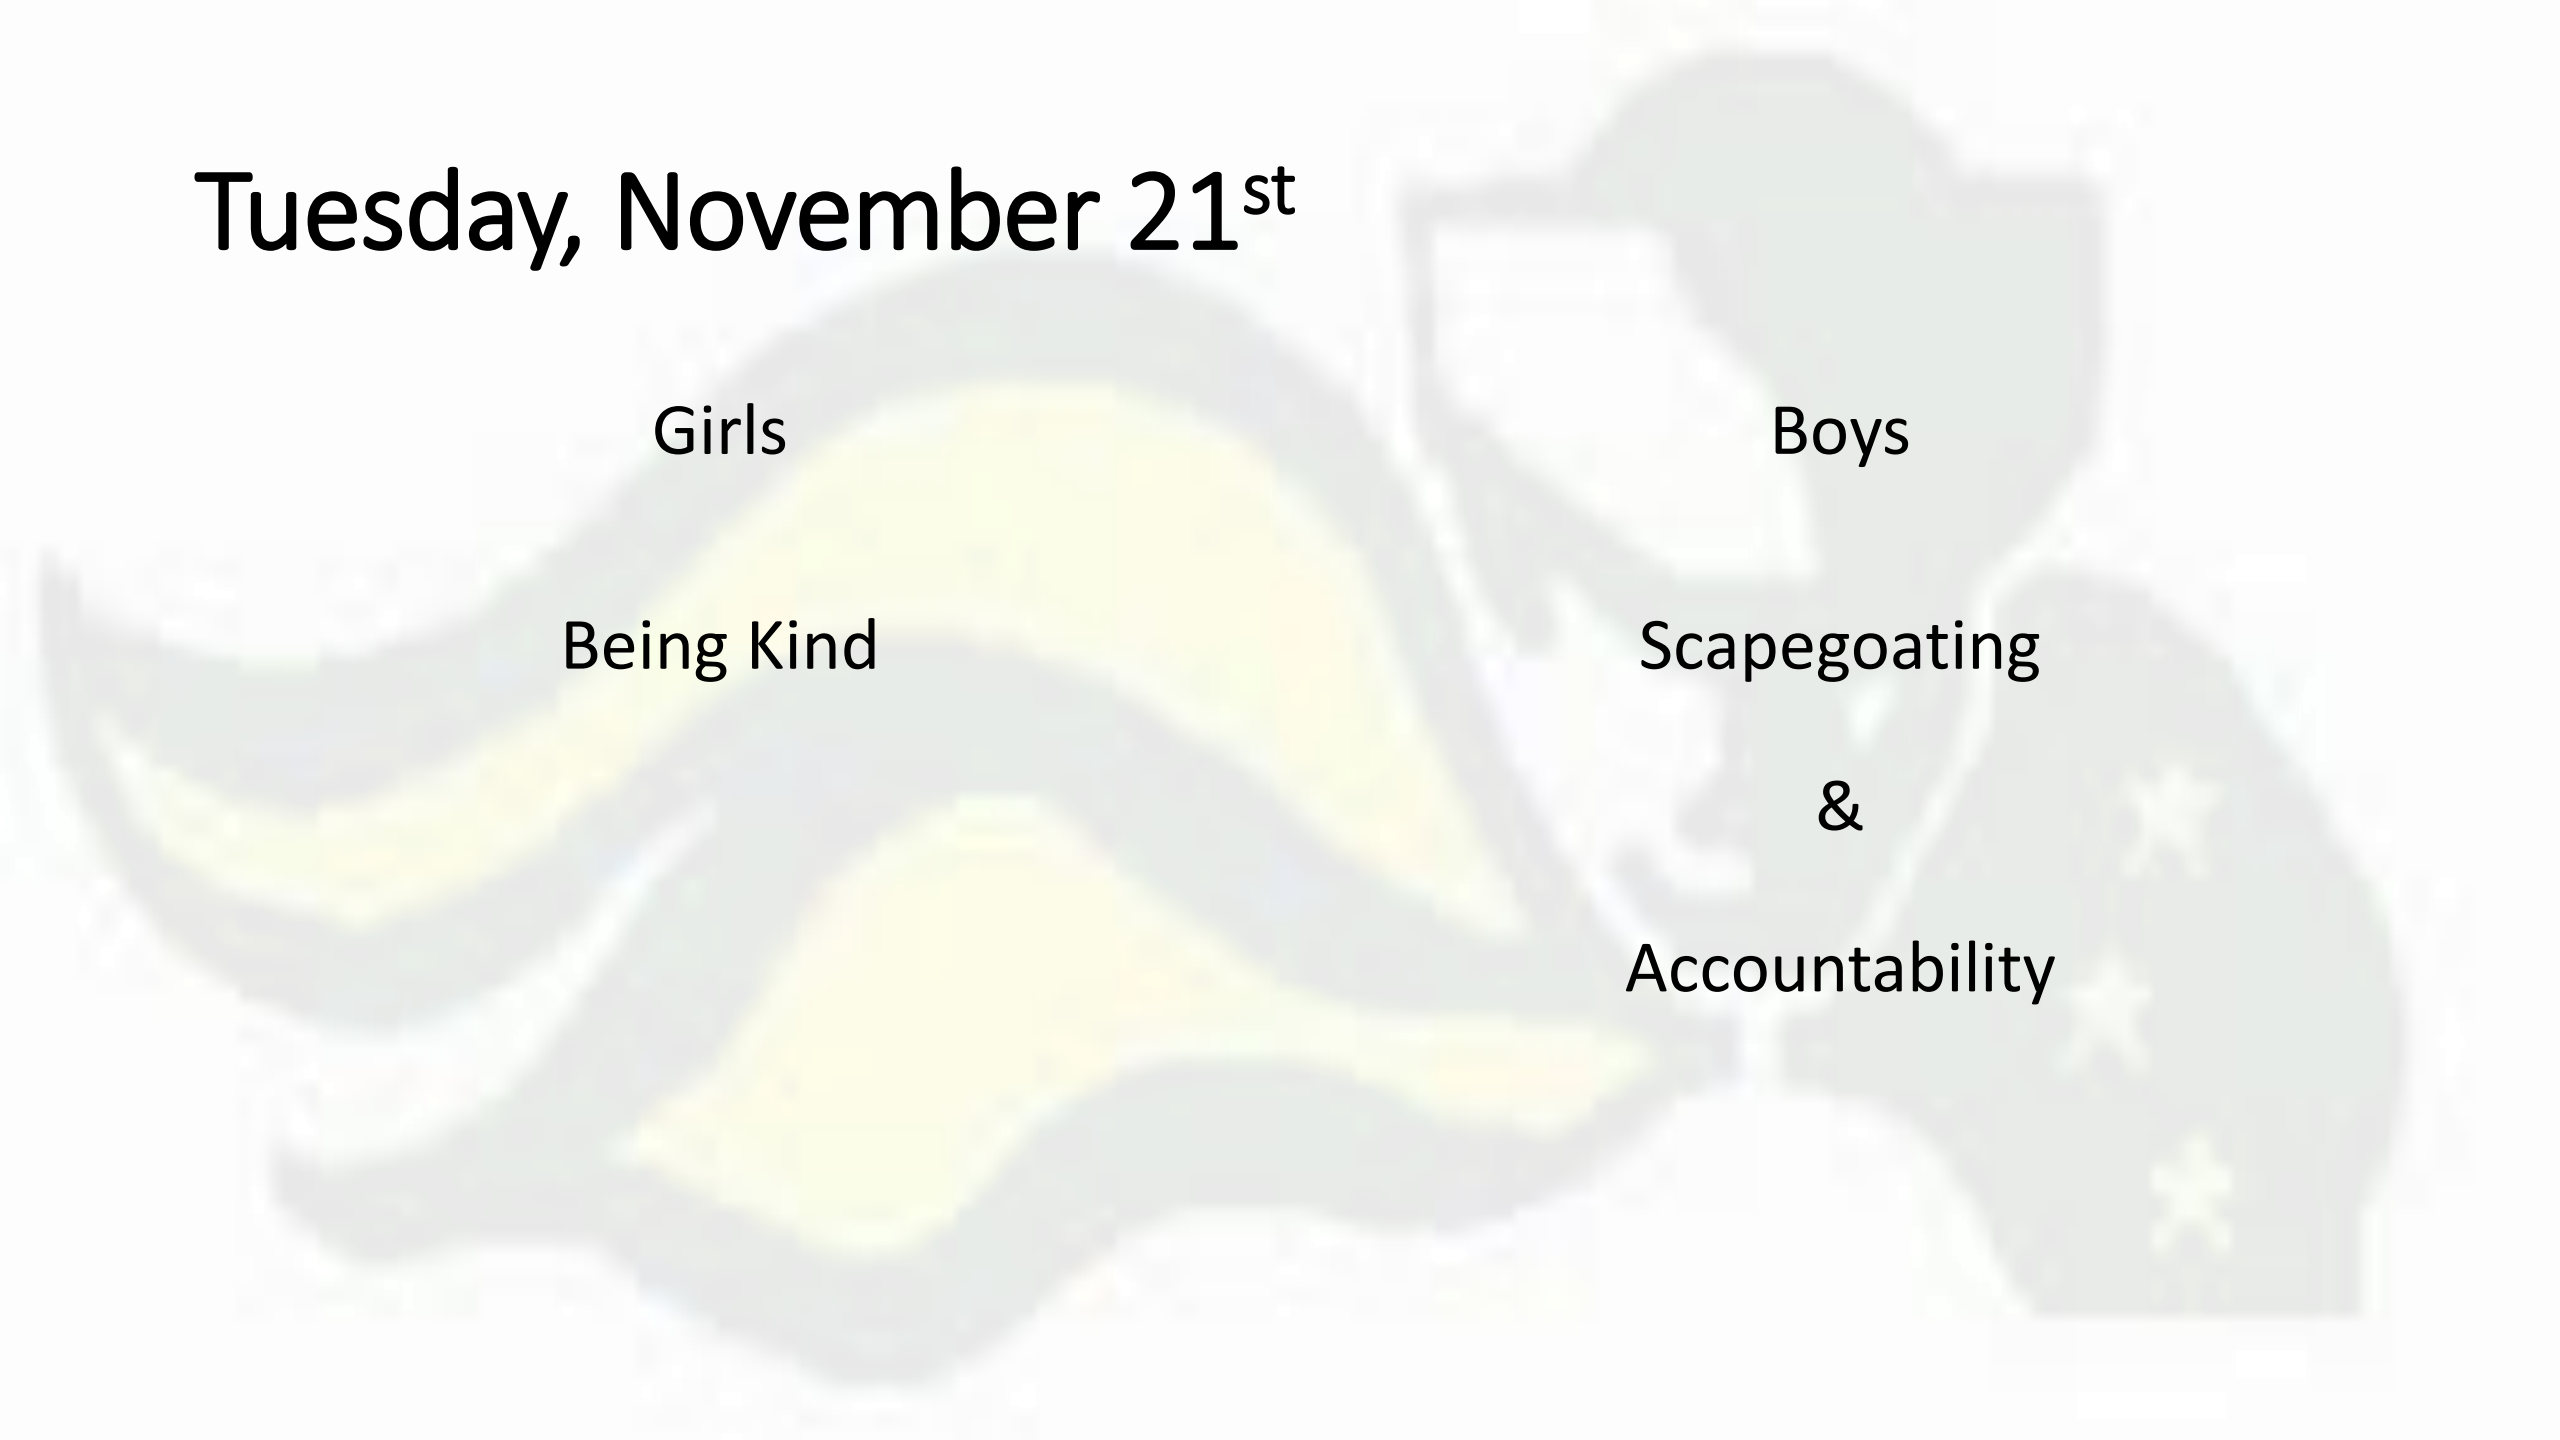 Tuesday, November 21st
Girls
Being Kind
Boys
Scapegoating
&
Accountability